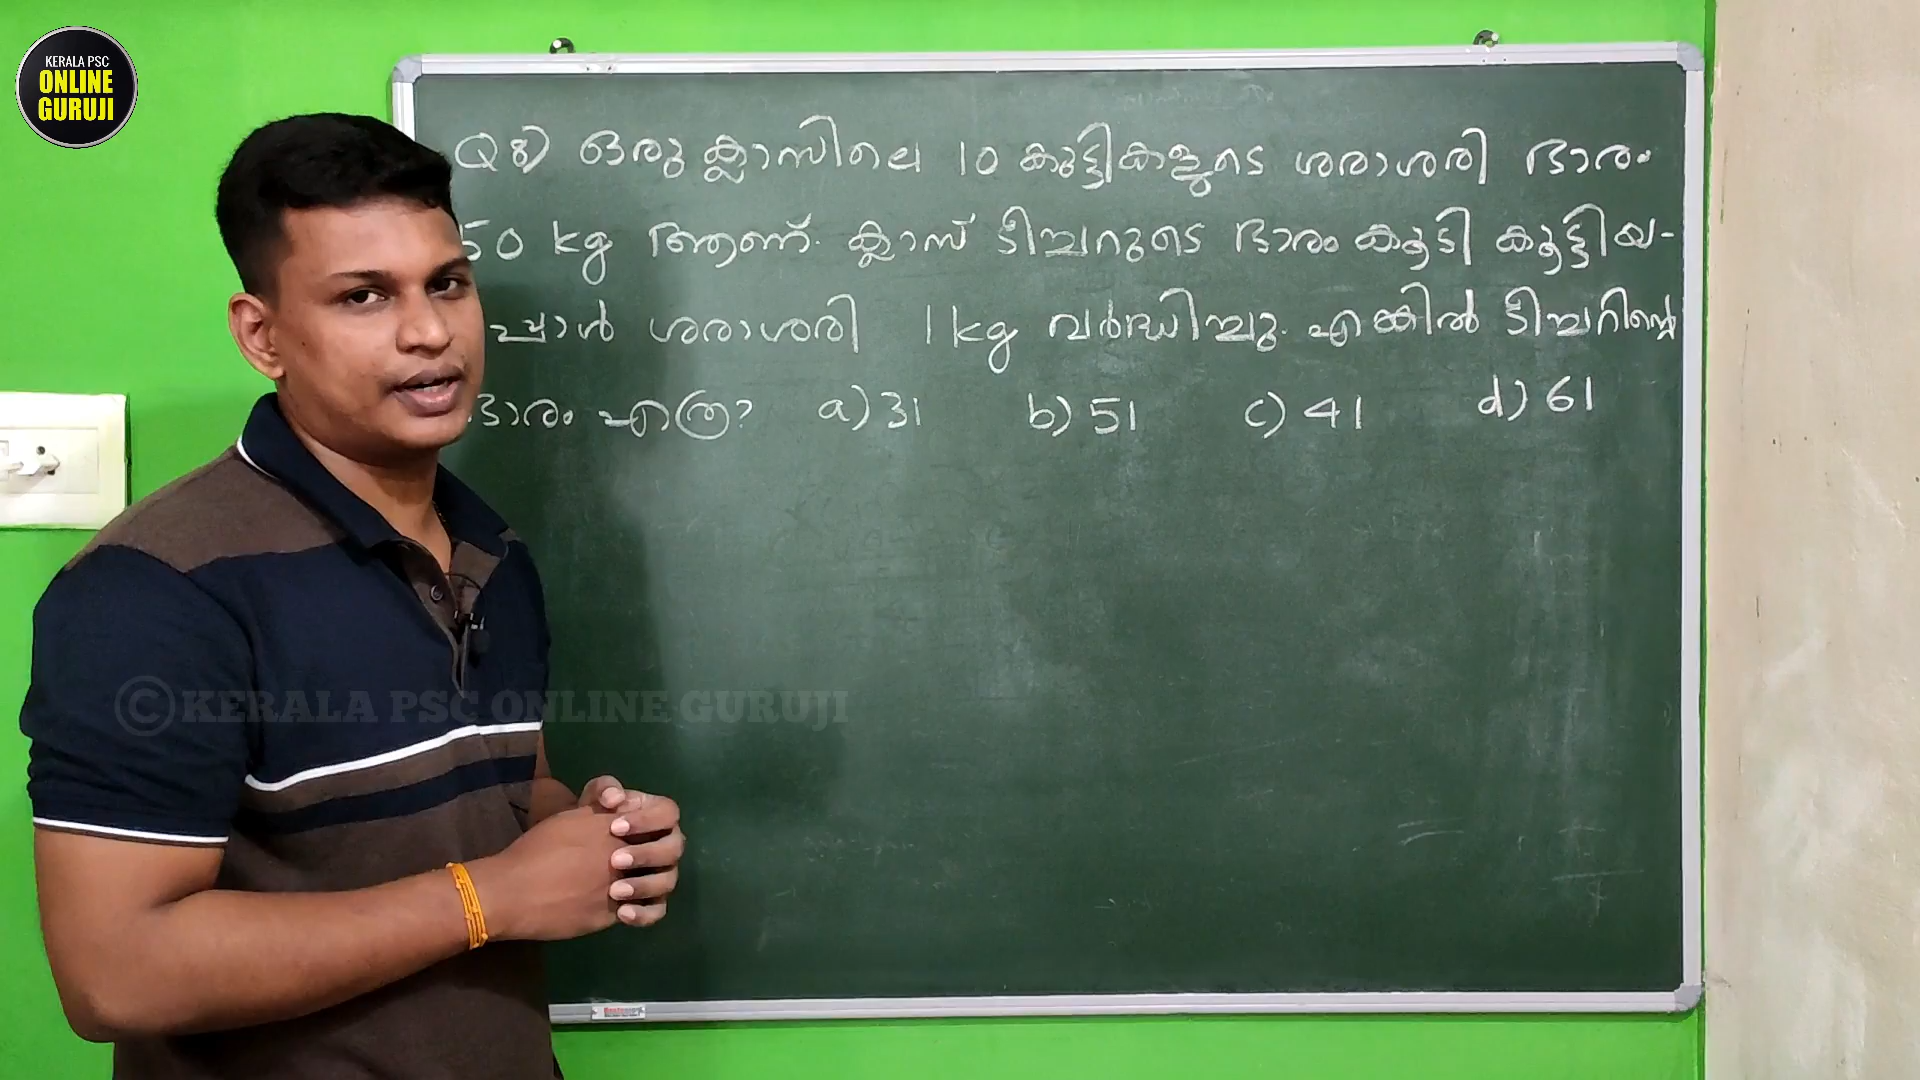 KERALA PSC
ONLINE
GURUJI
Q8) ഒരു ക്ലാസിലെ 10 കുട്ടികളുടെ ശരാശരി ഭാരം
50 kg ആണ്. ക്ലാസ് ടീച്ചറുടെ ഭാരം കൂടി കൂട്ടിയ-
പ്പോൾ ശരാശരി 1 kg വർദ്ധിച്ചു. എങ്കിൽ ടീച്ചറിന്റെ
ഭാരം എത്ര? a) 31 b) 51 c) 41 d) 61
©KERALA PSC ONLINE GURUJI